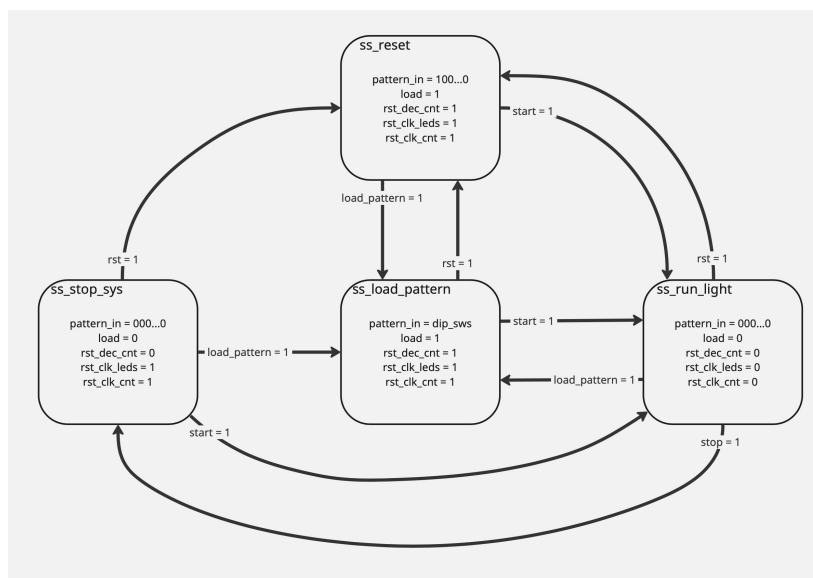 ss_reset
pattern_in = 100...0
load = 1
rst_dec_cnt = 1
rst_clk_leds = 1
rst_clk_cnt = 1
start = 1
load_pattern = 1
rst = 1
rst = 1
rst = 1
ss_stop_sys
pattern_in = 000...0
load = 0
rst_dec_cnt = 0
rst_clk_leds = 1
rst_clk_cnt = 1
load_pattern = 1
start = 1
ss_load_pattern
pattern_in = dip_sws
load = 1
rst_dec_cnt = 1
rst_clk_leds = 1
rst_clk_cnt = 1
start = 1
load_pattern = 1
ss_run_light
pattern_in = 000...0
load = 0
rst_dec_cnt = 0
rst_clk_leds = 0
rst_clk_cnt = 0
stop = 1